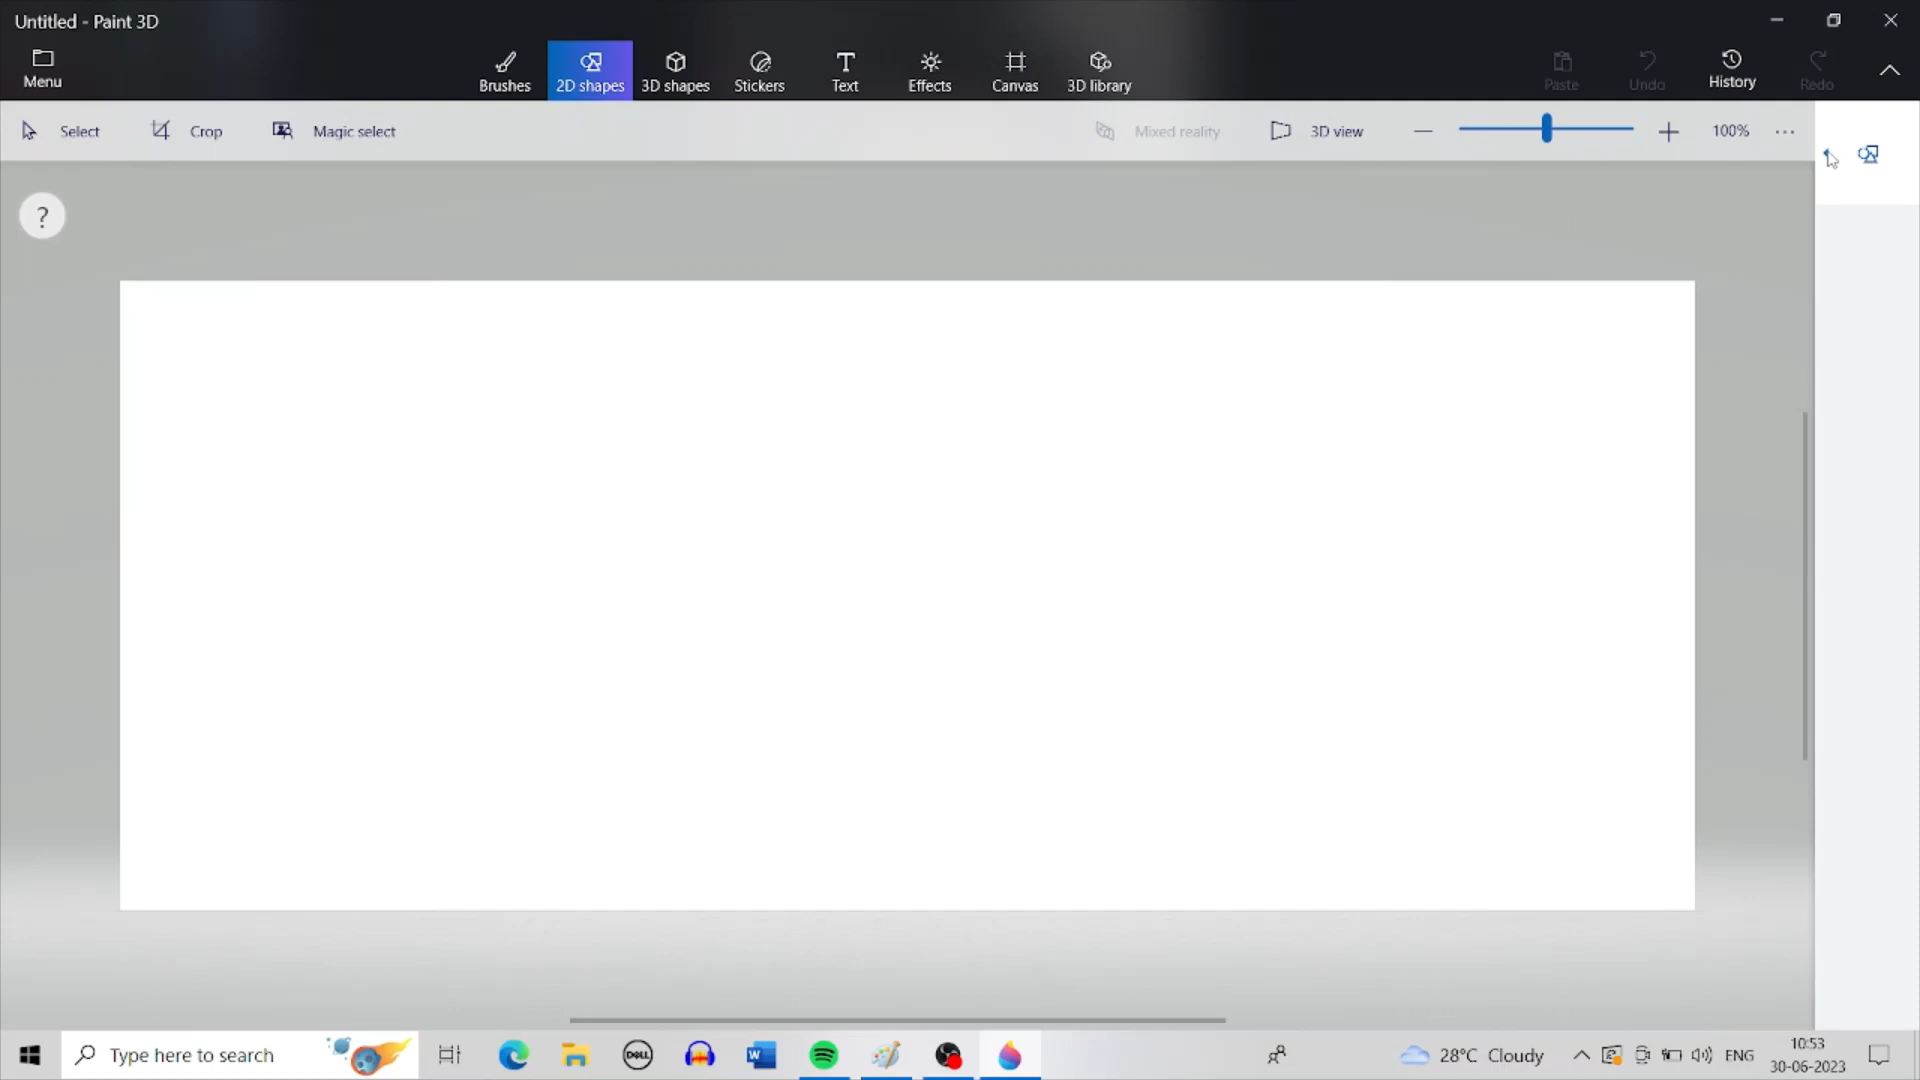 Untitled - Paint 3D
Menu
Brushes
2D shapes
3D shapes
Stickers
Text
Effects
Canvas
3D library
Paste
Undo
History
Redo
Select
Crop
Magic select
Mixed reality
3D view
100%
?
Type here to search
DELL
W
28°C Cloudy
ENG
10:53
30-06-2023